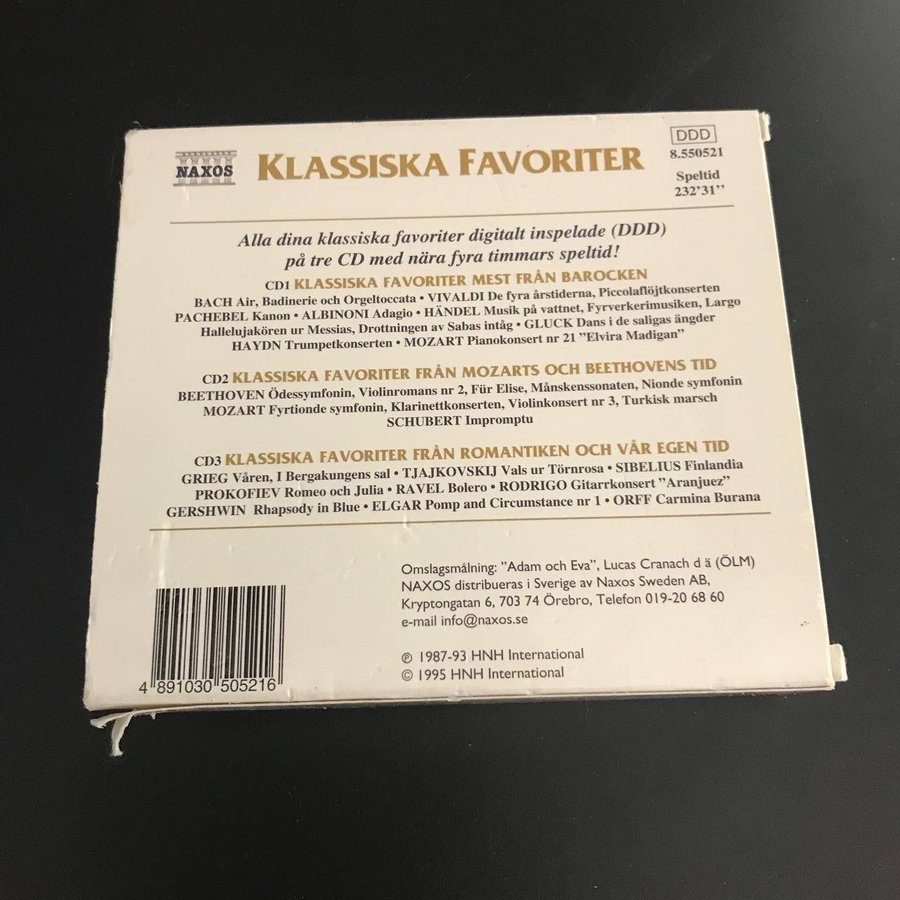 NAXOS
KLASSISKA FAVORITER
DDD
8.550521
Speltid
232'31"
Alla dina klassiska favoriter digitalt inspelade (DDD)
på tre CD med nära fyra timmars speltid!
CD1 KLASSISKA FAVORITER MEST FRÅN BAROCKEN
BACH Air, Badinerie och Orgeltoccata • VIVALDI De fyra årstiderna, Piccolaflöjtkonserten
PACHEBEL Kanon • ALBINONI Adagio • HÄNDEL Musik på vattnet, Fyrverkerimusiken, Largo
Hallelujakören ur Messias, Drottningen av Sabas intåg • GLUCK Dans i de saligas ängder
HAYDN Trumpetkonserten • MOZART Pianokonsert nr 21 "Elvira Madigan"
CD2 KLASSISKA FAVORITER FRÅN MOZARTS OCH BEETHOVENS TID
BEETHOVEN Ödessymfonin, Violinromans nr 2, Für Elise, Månskenssonaten, Nionde symfonin
MOZART Fyrtionde symfonin, Klarinettkonserten, Violinkonsert nr 3, Turkisk marsch
SCHUBERT Impromptu
CD3 KLASSISKA FAVORITER FRÅN ROMANTIKEN OCH VÅR EGEN TID
GRIEG Våren, I Bergakungens sal • TJAJKOVSKIJ Vals ur Törnrosa • SIBELIUS Finlandia
PROKOFIEV Romeo och Julia • RAVEL Bolero • RODRIGO Gitarrkonsert "Aranjuez"
GERSHWIN Rhapsody in Blue • ELGAR Pomp and Circumstance nr 1 • ORFF Carmina Burana
Omslagsmålning: "Adam och Eva", Lucas Cranach d ä (ÖLM)
NAXOS distribueras i Sverige av Naxos Sweden AB,
Kryptongatan 6, 703 74 Örebro, Telefon 019-20 68 60
e-mail info@naxos.se
℗ 1987-93 HNH International
© 1995 HNH International
4 891030 505216